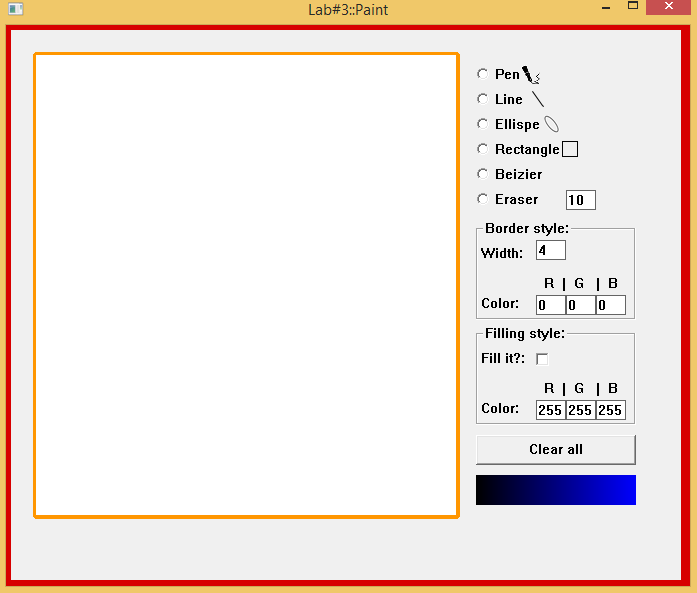 Lab#3::Paint
Pen
Line
Ellispe
Rectangle
Beizier
Eraser 10
Border style:
Width: 4
R | G | B
Color: 0 0 0
Filling style:
Fill it?:
R | G | B
Color: 255 255 255
Clear all